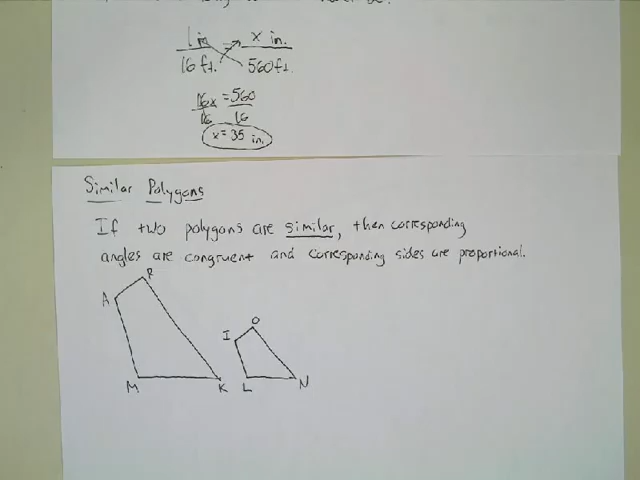 1 in x in.
16 ft. 560 ft.
16x = 560
16 16
x = 35 in.
Similar Polygons
If two polygons are similar, then corresponding
angles are congruent and corresponding sides are proportional.
R
A
O
I
M K L N